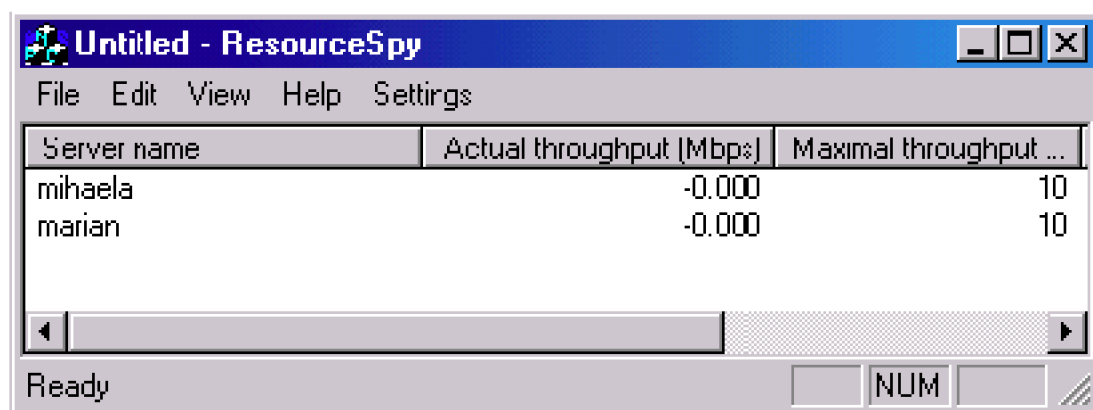 Untitled - ResourceSpy
File Edit View Help Settings
Server name Actual throughput (Mbps) Maximal throughput ...
mihaela -0.000 10
marian -0.000 10
Ready NUM